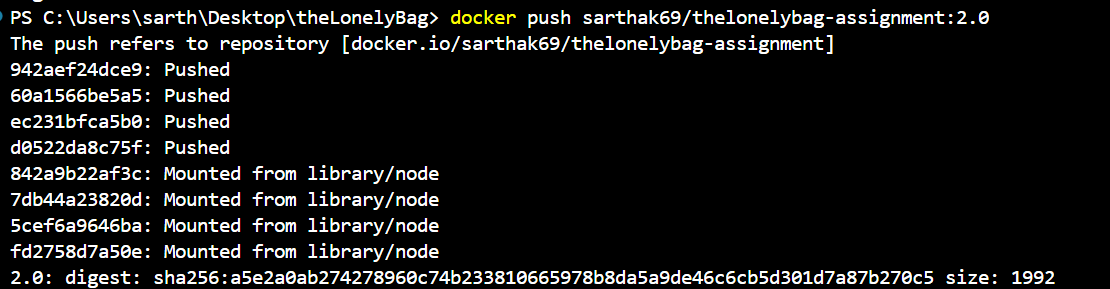 PS C:\Users\sarth\Desktop\theLonelyBag> docker push sarthak69/thelonelybag-assignment:2.0
The push refers to repository [docker.io/sarthak69/thelonelybag-assignment]
942aef24dce9: Pushed
60a1566be5a5: Pushed
ec231bfca5b0: Pushed
d0522da8c75f: Pushed
842a9b22af3c: Mounted from library/node
7db44a23820d: Mounted from library/node
5cef6a9646ba: Mounted from library/node
fd2758d7a50e: Mounted from library/node
2.0: digest: sha256:a5e2a0ab274278960c74b233810665978b8da5a9de46c6cb5d301d7a87b270c5 size: 1992